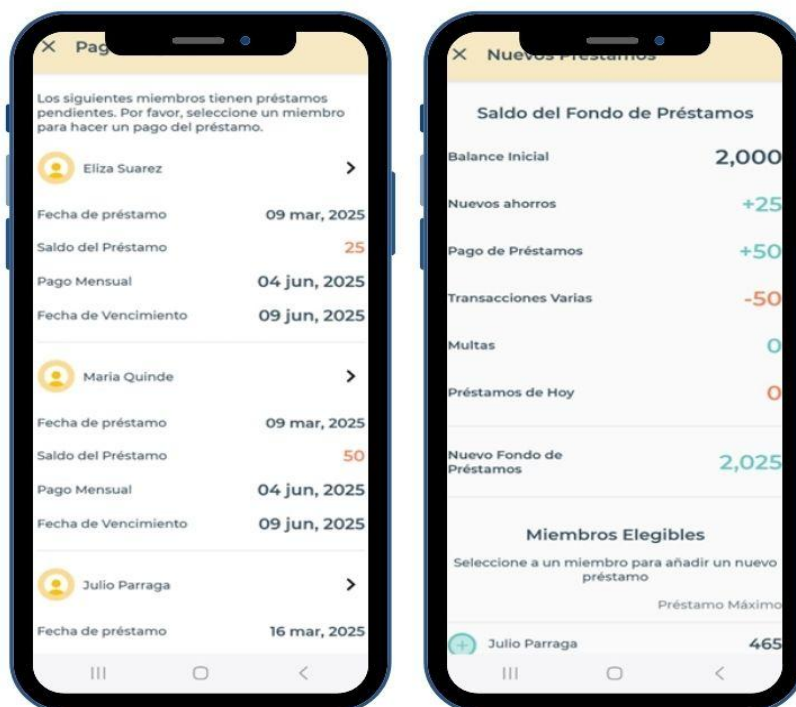 Los siguientes miembros tienen préstamos
pendientes. Por favor, seleccione un miembro
para hacer un pago del préstamo.
Eliza Suarez
Fecha de préstamo 09 mar, 2025
Saldo del Préstamo 25
Pago Mensual 04 jun, 2025
Fecha de Vencimiento 09 jun, 2025
Maria Quinde
Fecha de préstamo 09 mar, 2025
Saldo del Préstamo 50
Pago Mensual 04 jun, 2025
Fecha de Vencimiento 09 jun, 2025
Julio Parraga
Fecha de préstamo 16 mar, 2025
Nuevos Préstamos
Saldo del Fondo de Préstamos
Balance Inicial 2,000
Nuevos ahorros +25
Pago de Préstamos +50
Transacciones Varias -50
Multas 0
Préstamos de Hoy 0
Nuevo Fondo de
Préstamos 2,025
Miembros Elegibles
Seleccione a un miembro para añadir un nuevo
préstamo
Préstamo Máximo
Julio Parraga 465